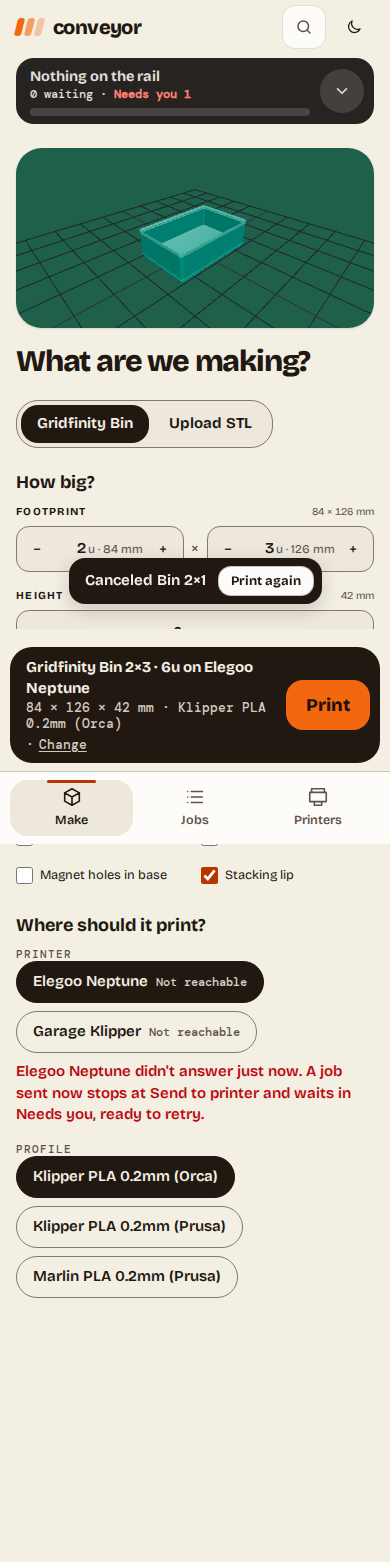 conveyor
Nothing on the rail
0 waiting · Needs you 1
What are we making?
Gridfinity Bin
Upload STL
How big?
FOOTPRINT
84 × 126 mm
− 2 u · 84 mm +
×
− 3 u · 126 mm +
Canceled Bin 2×1
Print again
HEIGHT
42 mm
Gridfinity Bin 2×3 · 6u on Elegoo
Neptune
84 × 126 × 42 mm · Klipper PLA
0.2mm (Orca)
· Change
Print
Make
Jobs
Printers
Magnet holes in base
Stacking lip
Where should it print?
PRINTER
Elegoo Neptune Not reachable
Garage Klipper Not reachable
Elegoo Neptune didn't answer just now. A job
sent now stops at Send to printer and waits in
Needs you, ready to retry.
PROFILE
Klipper PLA 0.2mm (Orca)
Klipper PLA 0.2mm (Prusa)
Marlin PLA 0.2mm (Prusa)